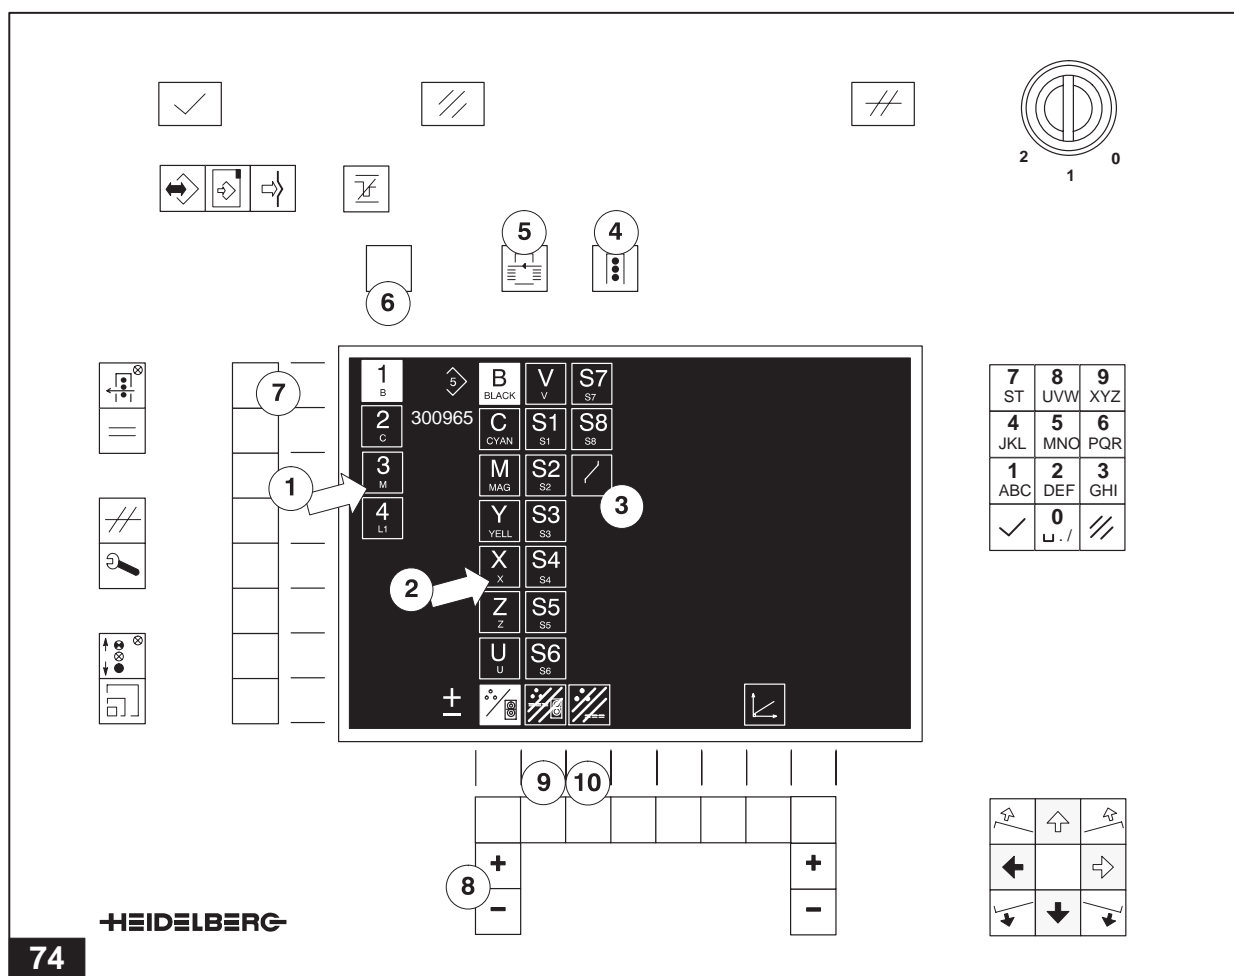 2
1
0
5
4
6
7
1
B
5
B
BLACK
V
V
S7
S7
2
C
300965
C
CYAN
S1
S1
S8
S8
3
M
M
MAG
S2
S2
1
3
4
L1
Y
YELL
S3
S3
X
X
S4
S4
2
Z
Z
S5
S5
U
U
S6
S6
±
9
10
+
+
8
−
−
7 8 9
ST UVW XYZ
4 5 6
JKL MNO PQR
1 2 3
ABC DEF GHI
0
␣ . /
HEIDELBERG
74